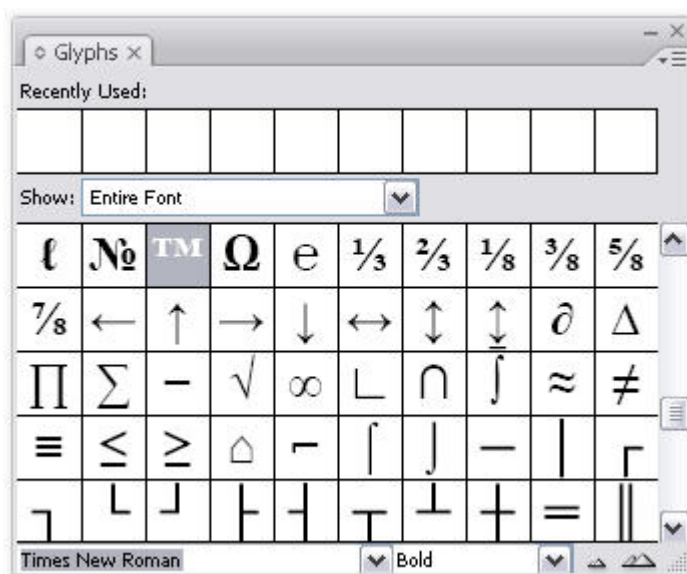 Glyphs ×
Recently Used:
Show: Entire Font
ℓ № ™ Ω ℮ ⅓ ⅔ ⅛ ⅜ ⅝
⅞ ← ↑ → ↓ ↔ ↕ ↨ ∂ ∆
∏ ∑ − √ ∞ ∟ ∩ ∫ ≈ ≠
≡ ≤ ≥ ⌂ ⌐ ⌠ ⌡ ─ │ ┌
┐ └ ┘ ├ ┤ ┬ ┴ ┼ ═ ║
Times New Roman Bold